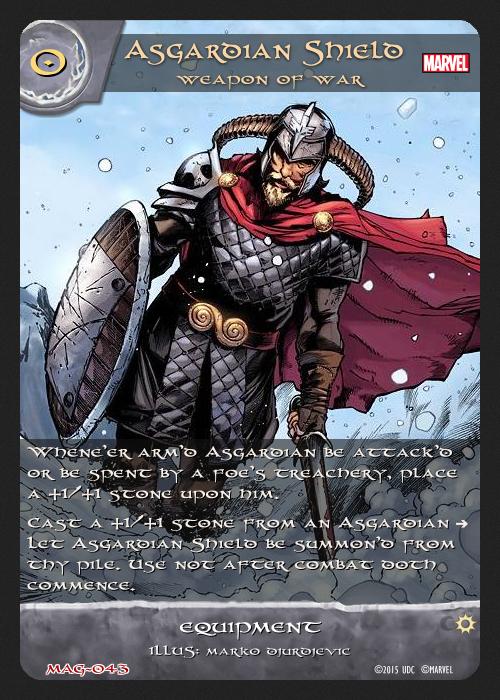 Asgardian Shield
Weapon of War
MARVEL
Whene'er arm'd Asgardian be attack'd
or be spent by a foe's treachery, place
a +1/+1 stone upon him.
Cast a +1/+1 stone from an Asgardian →
Let Asgardian Shield be summon'd from
thy pile. Use not after combat doth
commence.
Equipment
Illus: Marko Djurdjevic
MAG-043
©2015 UDC ©MARVEL